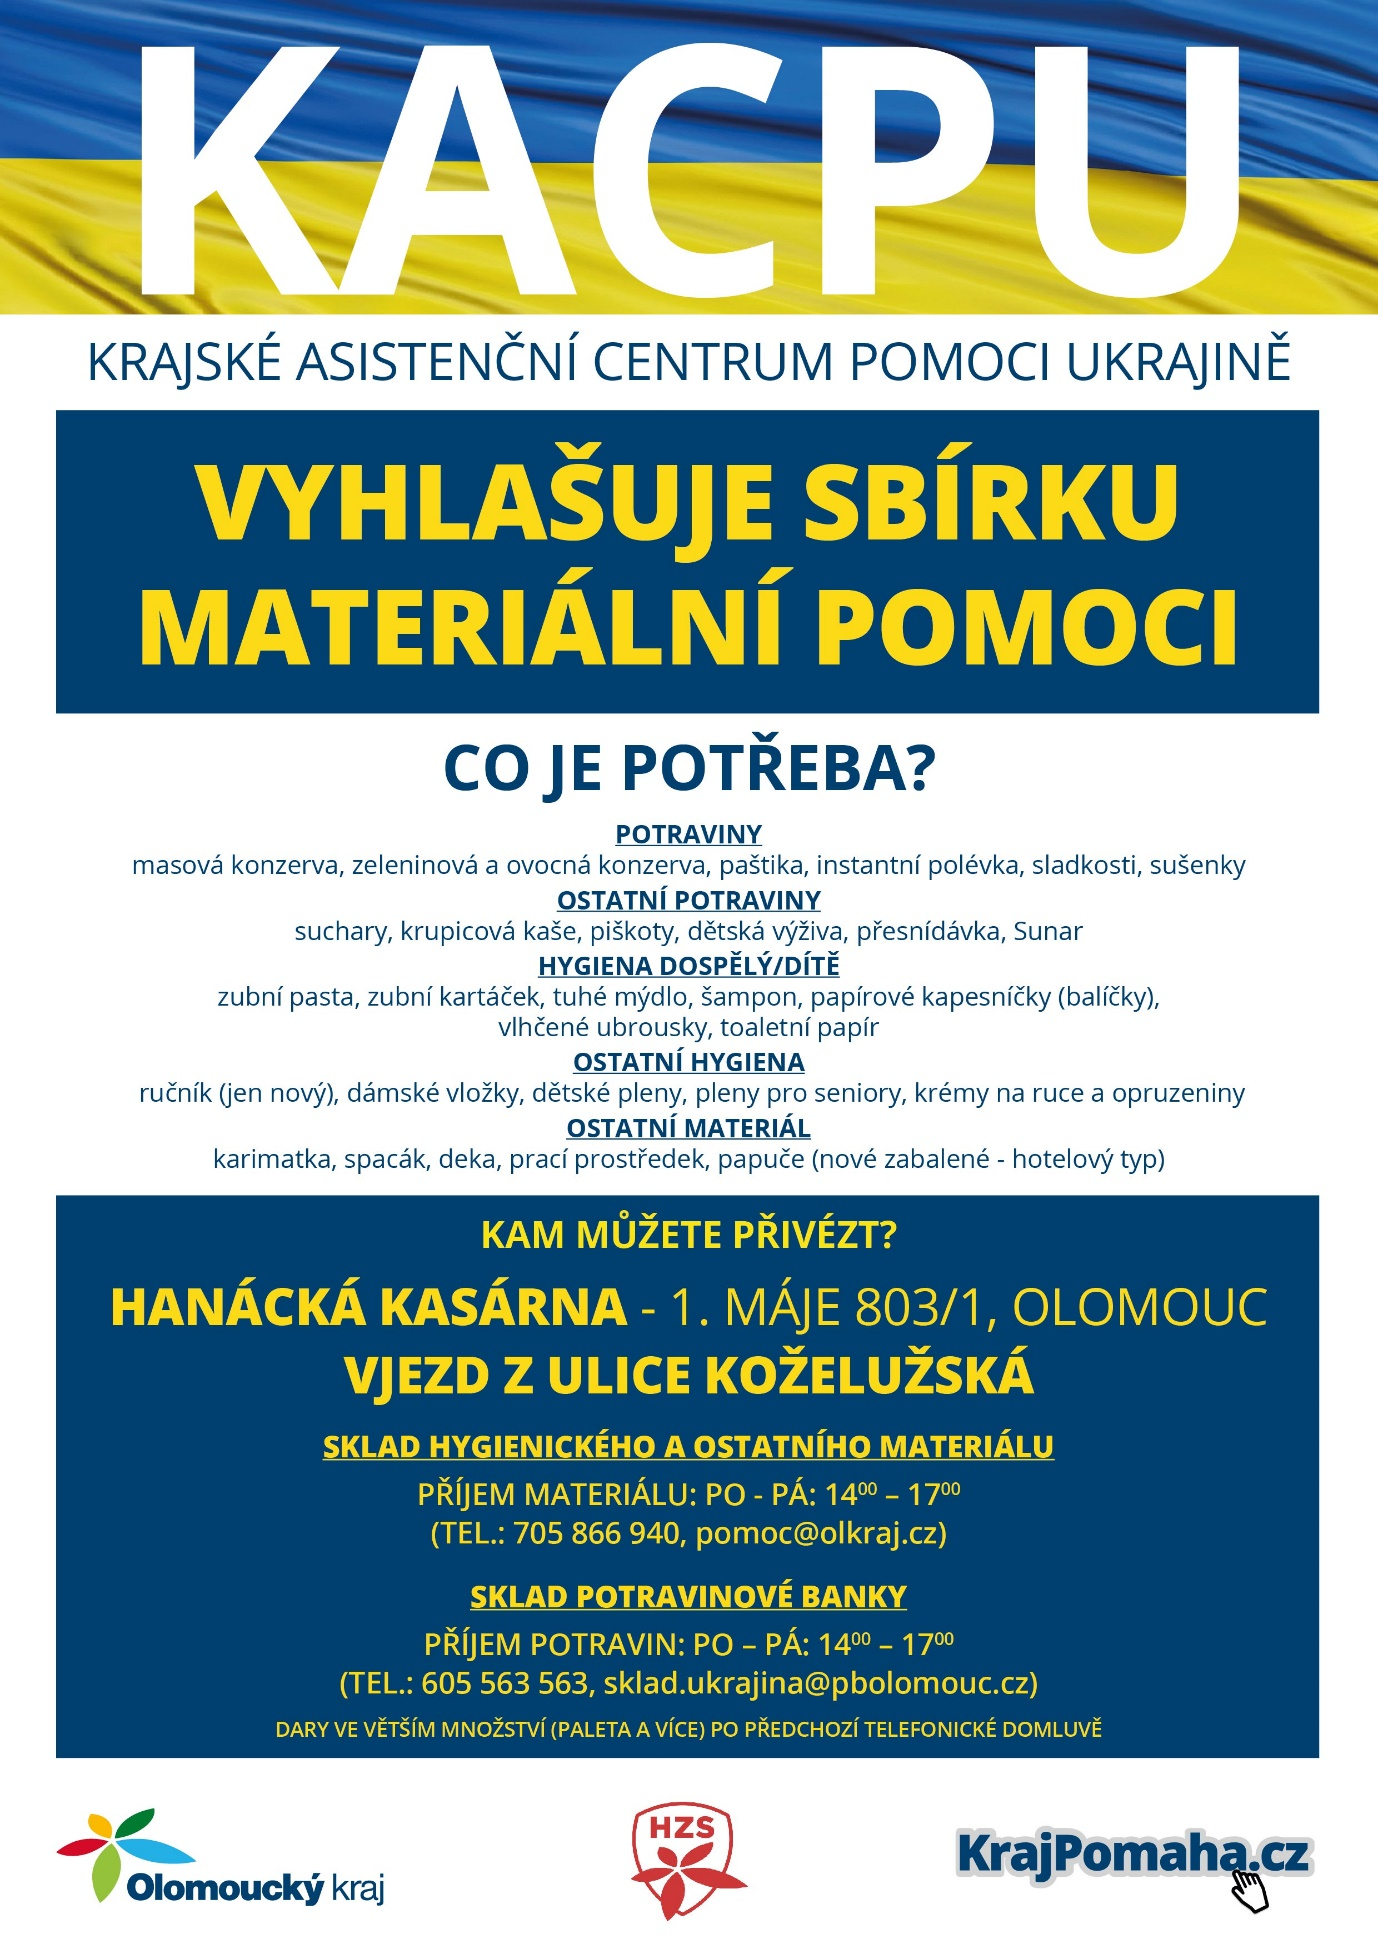 KACPU
KRAJSKÉ ASISTENČNÍ CENTRUM POMOCI UKRAJINĚ
VYHLAŠUJE SBÍRKU
MATERIÁLNÍ POMOCI
CO JE POTŘEBA?
POTRAVINY
masová konzerva, zeleninová a ovocná konzerva, paštika, instantní polévka, sladkosti, sušenky
OSTATNÍ POTRAVINY
suchary, krupicová kaše, piškoty, dětská výživa, přesnídávka, Sunar
HYGIENA DOSPĚLÝ/DÍTĚ
zubní pasta, zubní kartáček, tuhé mýdlo, šampon, papírové kapesníčky (balíčky),
vlhčené ubrousky, toaletní papír
OSTATNÍ HYGIENA
ručník (jen nový), dámské vložky, dětské pleny, pleny pro seniory, krémy na ruce a opruzeniny
OSTATNÍ MATERIÁL
karimatka, spacák, deka, prací prostředek, papuče (nové zabalené - hotelový typ)
KAM MŮŽETE PŘIVÉZT?
HANÁCKÁ KASÁRNA - 1. MÁJE 803/1, OLOMOUC
VJEZD Z ULICE KOŽELUŽSKÁ
SKLAD HYGIENICKÉHO A OSTATNÍHO MATERIÁLU
PŘÍJEM MATERIÁLU: PO - PÁ: 14⁰⁰ – 17⁰⁰
(TEL.: 705 866 940, pomoc@olkraj.cz)
SKLAD POTRAVINOVÉ BANKY
PŘÍJEM POTRAVIN: PO – PÁ: 14⁰⁰ – 17⁰⁰
(TEL.: 605 563 563, sklad.ukrajina@pbolomouc.cz)
DARY VE VĚTŠÍM MNOŽSTVÍ (PALETA A VÍCE) PO PŘEDCHOZÍ TELEFONICKÉ DOMLUVĚ
Olomoucký kraj
HZS
KrajPomaha.cz